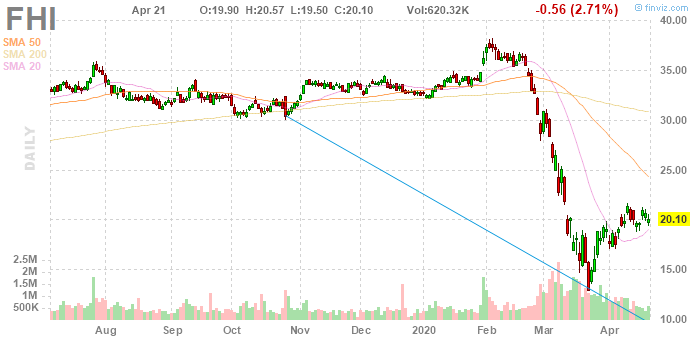 FHI
Apr 21 O:19.90 H:20.57 L:19.50 C:20.10 Vol:620.32K -0.56 (2.71%)
© finviz.com
SMA 50
SMA 200
SMA 20
DAILY
40.00
35.00
30.00
25.00
20.10
15.00
10.00
2.5M
2M
1.5M
1M
500K
Aug Sep Oct Nov Dec 2020 Feb Mar Apr